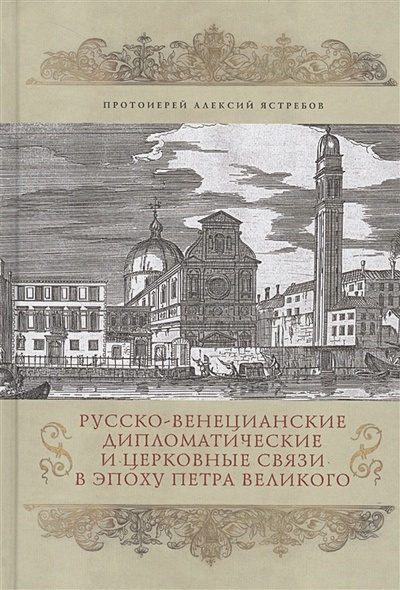 ПРОТОИЕРЕЙ АЛЕКСИЙ ЯСТРЕБОВ
РУССКО-ВЕНЕЦИАНСКИЕ
ДИПЛОМАТИЧЕСКИЕ
И ЦЕРКОВНЫЕ СВЯЗИ
В ЭПОХУ ПЕТРА ВЕЛИКОГО